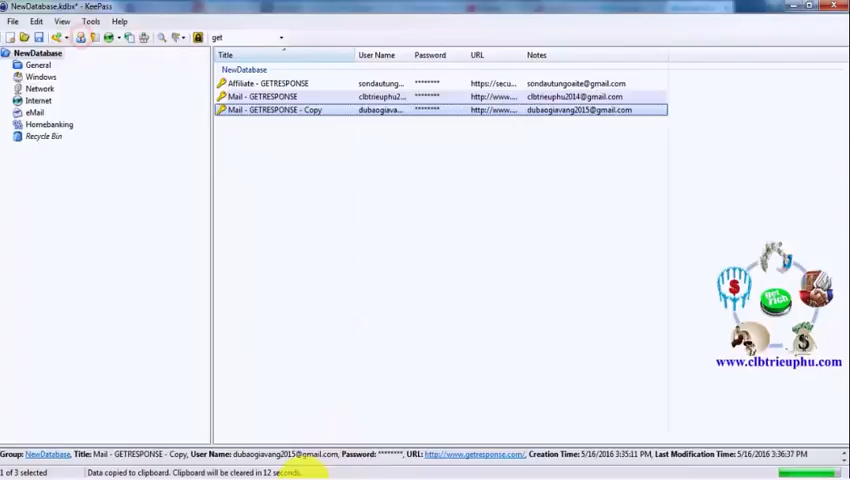 NewDatabase.kdbx* - KeePass
File Edit View Tools Help
get
NewDatabase
General
Windows
Network
Internet
eMail
Homebanking
Recycle Bin
Title User Name Password URL Notes
NewDatabase
Affiliate - GETRESPONSE sondautung... ******** https://secu... sondautungoaite@gmail.com
Mail - GETRESPONSE clbtrieuphu2... ******** http://www.... clbtrieuphu2014@gmail.com
Mail - GETRESPONSE - Copy dubaogiava... ******** http://www.... dubaogiavang2015@gmail.com
$
get rich
$
www.clbtrieuphu.com
Group: NewDatabase, Title: Mail - GETRESPONSE - Copy, User Name: dubaogiavang2015@gmail.com, Password: ********, URL: http://www.getresponse.com/, Creation Time: 5/16/2016 3:35:11 PM, Last Modification Time: 5/16/2016 3:36:37 PM
1 of 3 selected Data copied to clipboard. Clipboard will be cleared in 12 seconds.